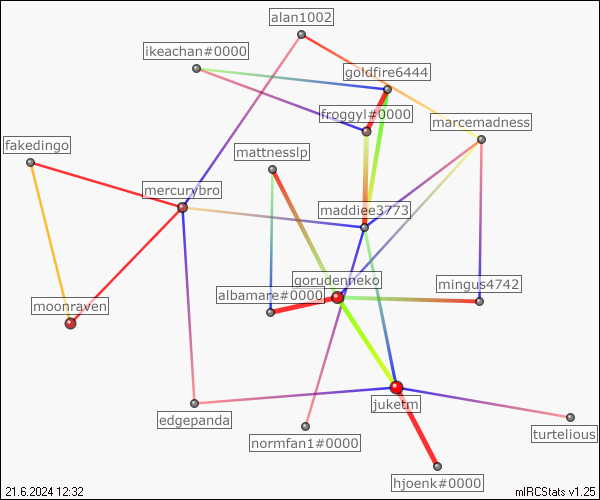 alan1002
ikeachan#0000
goldfire6444
froggyl#0000
marcemadness
fakedingo
mattnesslp
mercurybro
maddiee3773
gorudenneko
mingus4742
albamare#0000
moonraven
juketm
edgepanda
turtelious
normfan1#0000
hjoenk#0000
21.6.2024 12:32
mIRCStats v1.25